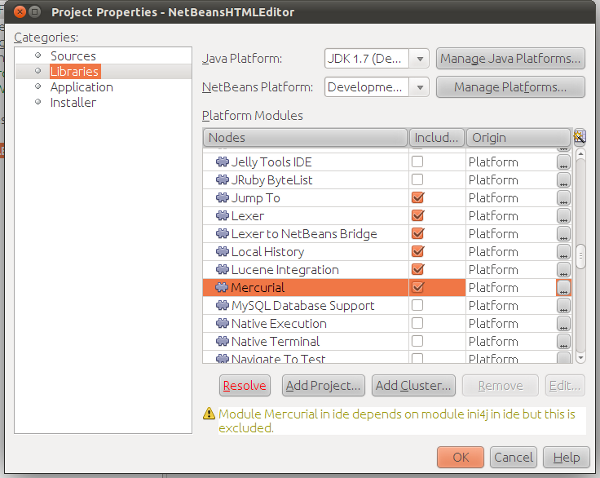 Project Properties - NetBeansHTMLEditor
Categories:
Sources
Libraries
Application
Installer
Java Platform: JDK 1.7 (De... Manage Java Platforms...
NetBeans Platform: Developme... Manage Platforms...
Platform Modules
Nodes Includ... Origin
Jelly Tools IDE Platform ...
JRuby ByteList Platform ...
Jump To Platform ...
Lexer Platform ...
Lexer to NetBeans Bridge Platform ...
Local History Platform ...
Lucene Integration Platform ...
Mercurial Platform ...
MySQL Database Support Platform ...
Native Execution Platform ...
Native Terminal Platform ...
Navigate To Test Platform ...
Resolve Add Project... Add Cluster... Remove Edit...
Module Mercurial in ide depends on module ini4j in ide but this is
excluded.
OK Cancel Help